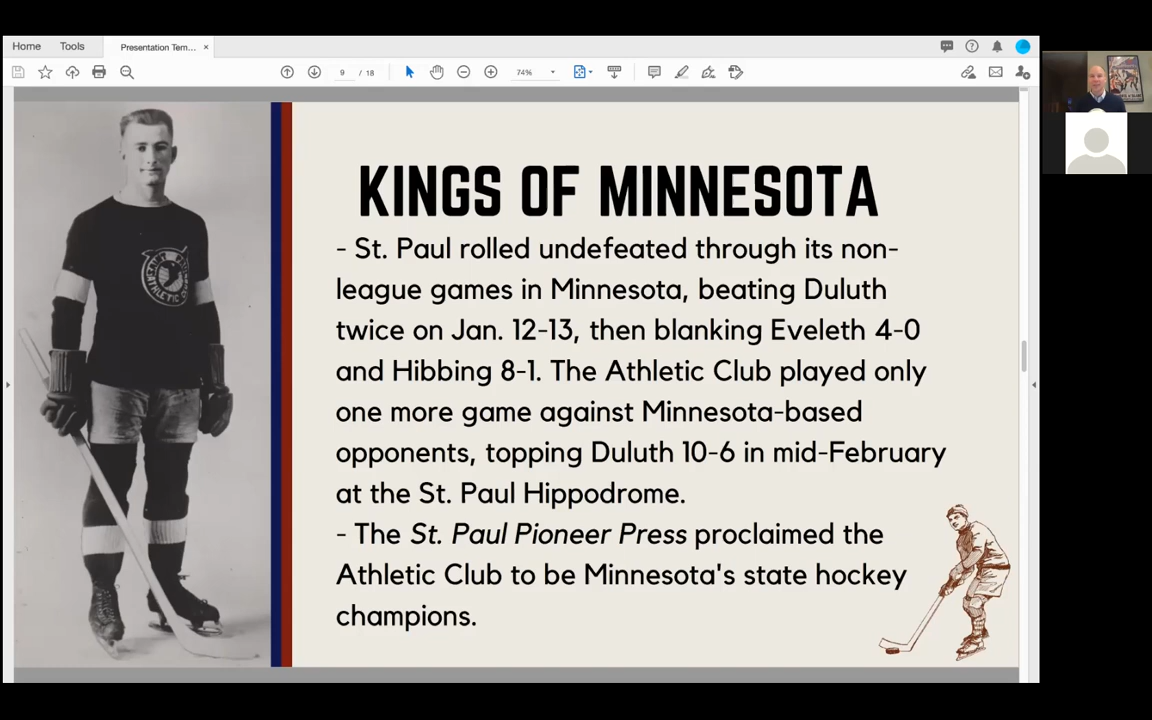 Home Tools Presentation Tem... ×
9 / 18 74%
KINGS OF MINNESOTA
- St. Paul rolled undefeated through its non-
league games in Minnesota, beating Duluth
twice on Jan. 12-13, then blanking Eveleth 4-0
and Hibbing 8-1. The Athletic Club played only
one more game against Minnesota-based
opponents, topping Duluth 10-6 in mid-February
at the St. Paul Hippodrome.
- The St. Paul Pioneer Press proclaimed the
Athletic Club to be Minnesota's state hockey
champions.